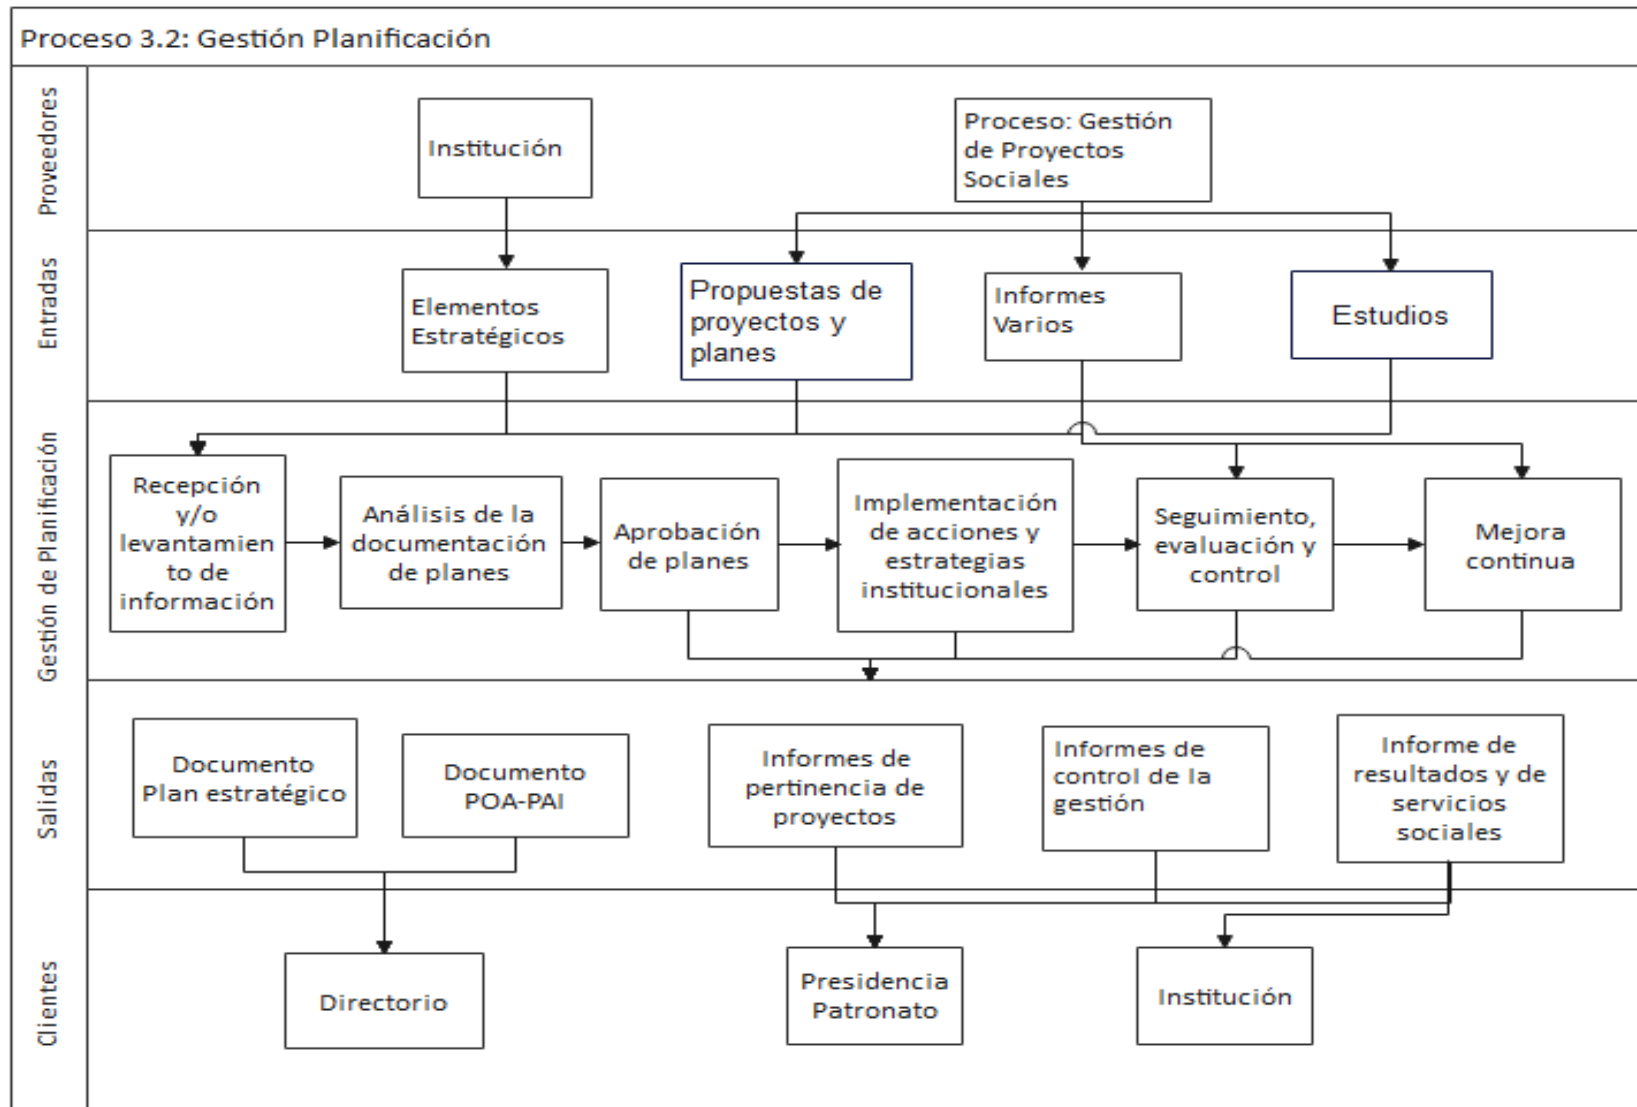 Proceso 3.2: Gestión Planificación
Proveedores
Institución
Proceso: Gestión
de Proyectos
Sociales
Entradas
Elementos
Estratégicos
Propuestas de
proyectos y
planes
Informes
Varios
Estudios
Gestión de Planificación
Recepción
y/o
levantamien
to de
información
Análisis de la
documentación
de planes
Aprobación
de planes
Implementación
de acciones y
estrategias
institucionales
Seguimiento,
evaluación y
control
Mejora
continua
Salidas
Documento
Plan estratégico
Documento
POA-PAI
Informes de
pertinencia de
proyectos
Informes de
control de la
gestión
Informe de
resultados y de
servicios
sociales
Clientes
Directorio
Presidencia
Patronato
Institución